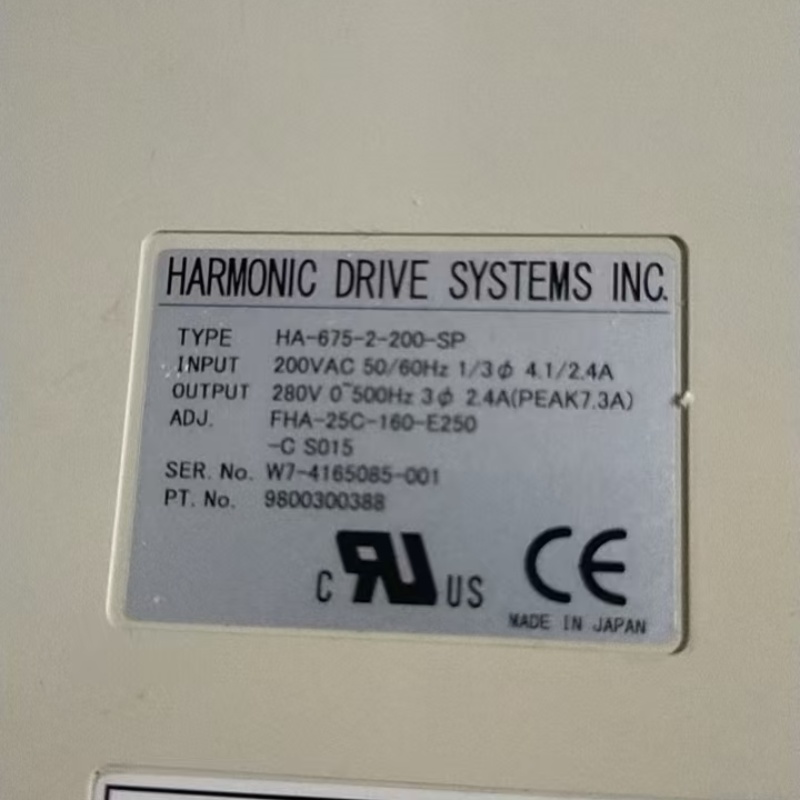 HARMONIC DRIVE SYSTEMS INC.
TYPE HA-675-2-200-SP
INPUT 200VAC 50/60Hz 1/3ϕ 4.1/2.4A
OUTPUT 280V 0~500Hz 3ϕ 2.4A(PEAK7.3A)
ADJ. FHA-25C-160-E250
-C S015
SER. No. W7-4165085-001
PT. No. 9800300388
C RU US CE
MADE IN JAPAN